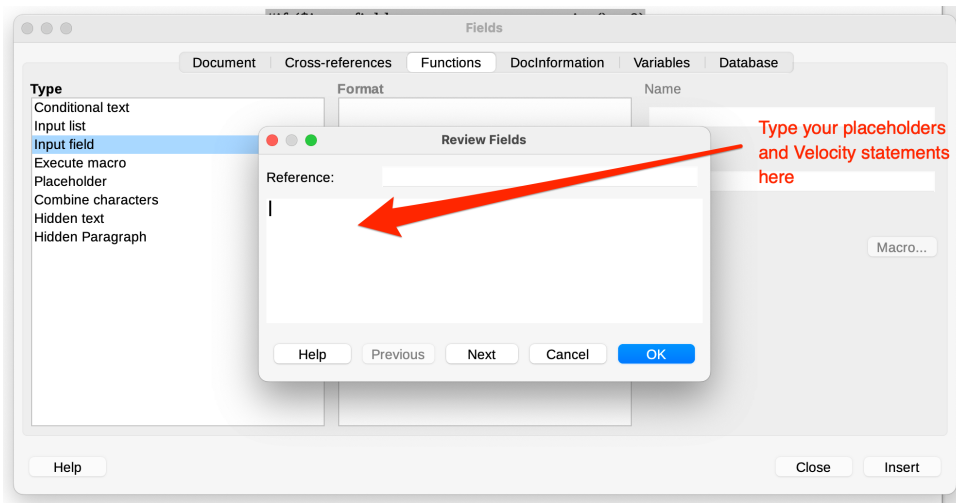 Fields
Document Cross-references Functions DocInformation Variables Database
Type Format Name
Conditional text
Input list
Input field
Execute macro
Placeholder
Combine characters
Hidden text
Hidden Paragraph
Review Fields
Reference:
Type your placeholders
and Velocity statements
here
Macro...
Help Previous Next Cancel OK
Help Close Insert